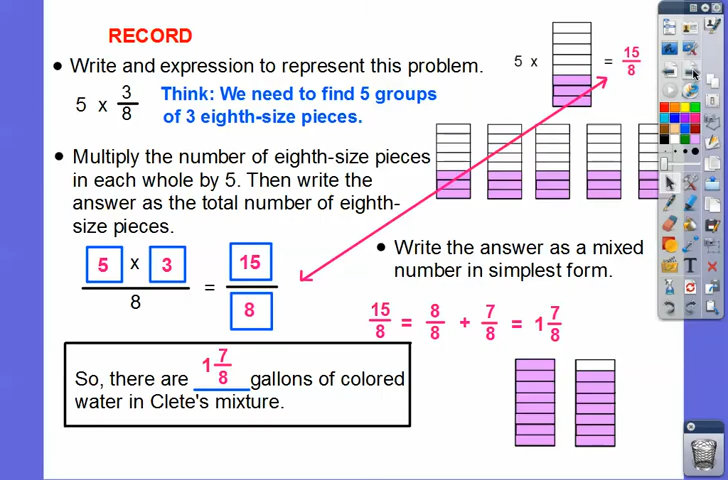 RECORD
• Write and expression to represent this problem.
5 x 3/8
Think: We need to find 5 groups
of 3 eighth-size pieces.
• Multiply the number of eighth-size pieces
in each whole by 5. Then write the
answer as the total number of eighth-
size pieces.
5 x 3 / 8 = 15 / 8
So, there are 1 7/8 gallons of colored
water in Clete's mixture.
5 x = 15/8
• Write the answer as a mixed
number in simplest form.
15/8 = 8/8 + 7/8 = 1 7/8